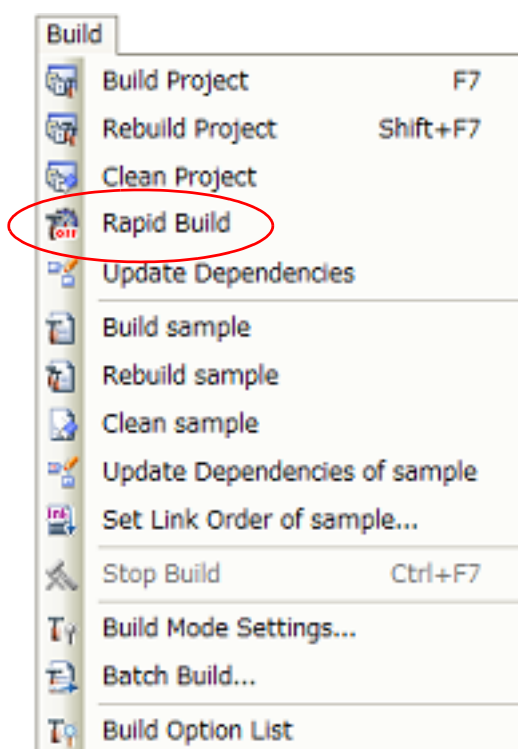 Build
Build Project F7
Rebuild Project Shift+F7
Clean Project
Rapid Build
Update Dependencies
Build sample
Rebuild sample
Clean sample
Update Dependencies of sample
Set Link Order of sample...
Stop Build Ctrl+F7
Build Mode Settings...
Batch Build...
Build Option List